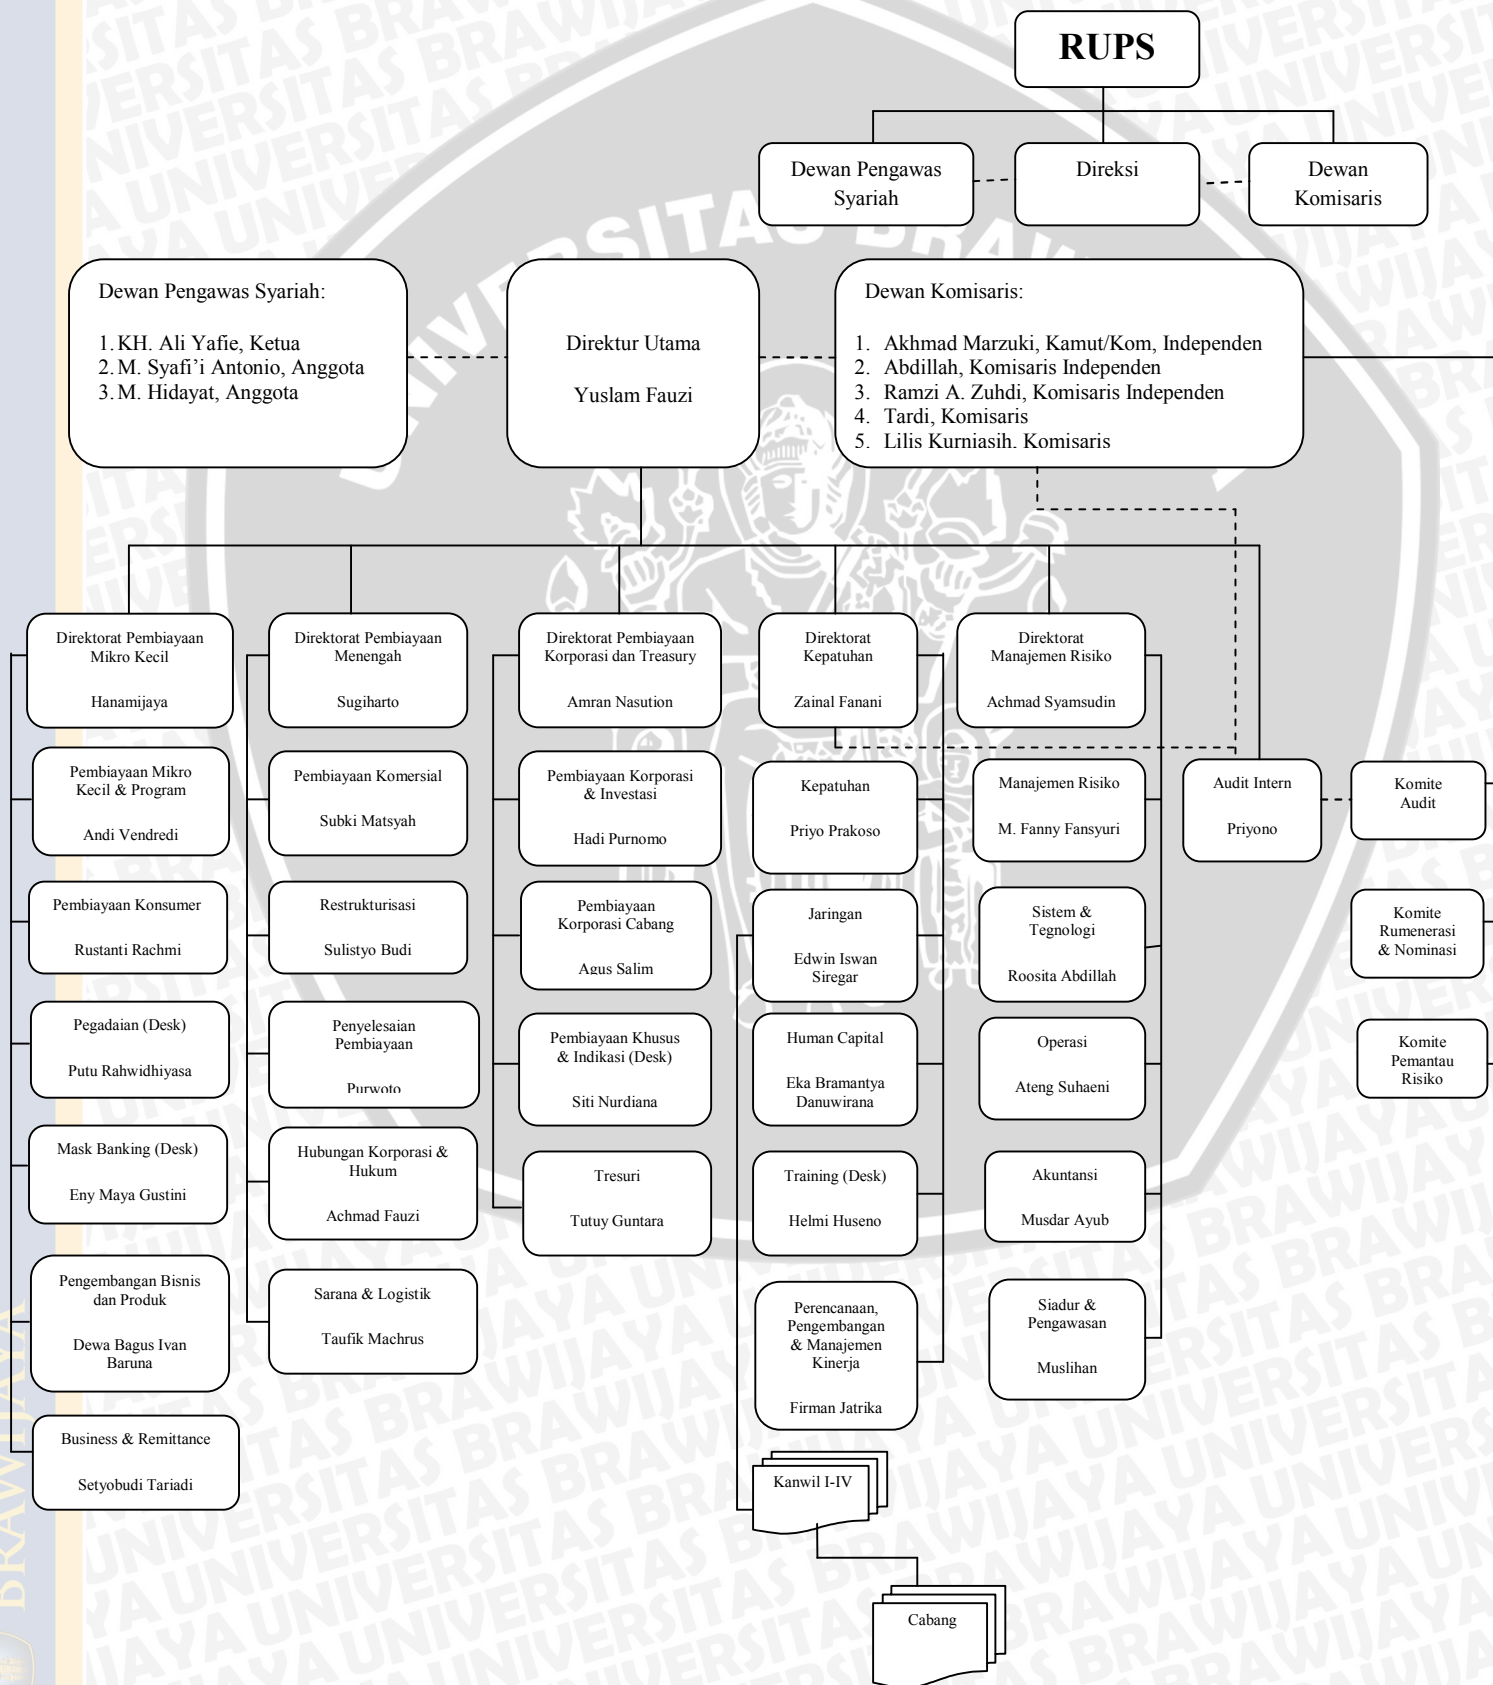 RUPS
Dewan Pengawas
Syariah
Direksi
Dewan
Komisaris
Dewan Pengawas Syariah:
1. KH. Ali Yafie, Ketua
2. M. Syafi’i Antonio, Anggota
3. M. Hidayat, Anggota
Direktur Utama
Yuslam Fauzi
Dewan Komisaris:
1. Akhmad Marzuki, Kamut/Kom, Independen
2. Abdillah, Komisaris Independen
3. Ramzi A. Zuhdi, Komisaris Independen
4. Tardi, Komisaris
5. Lilis Kurniasih. Komisaris
Direktorat Pembiayaan
Mikro Kecil
Hanamijaya
Direktorat Pembiayaan
Menengah
Sugiharto
Direktorat Pembiayaan
Korporasi dan Treasury
Amran Nasution
Direktorat
Kepatuhan
Zainal Fanani
Direktorat
Manajemen Risiko
Achmad Syamsudin
Pembiayaan Mikro
Kecil & Program
Andi Vendredi
Pembiayaan Komersial
Subki Matsyah
Pembiayaan Korporasi
& Investasi
Hadi Purnomo
Kepatuhan
Priyo Prakoso
Manajemen Risiko
M. Fanny Fansyuri
Audit Intern
Priyono
Komite
Audit
Pembiayaan Konsumer
Rustanti Rachmi
Restrukturisasi
Sulistyo Budi
Pembiayaan
Korporasi Cabang
Agus Salim
Jaringan
Edwin Iswan
Siregar
Sistem &
Tegnologi
Roosita Abdillah
Komite
Rumenerasi
& Nominasi
Pegadaian (Desk)
Putu Rahwidhiyasa
Penyelesaian
Pembiayaan
Purwoto
Pembiayaan Khusus
& Indikasi (Desk)
Siti Nurdiana
Human Capital
Eka Bramantya
Danuwirana
Operasi
Ateng Suhaeni
Komite
Pemantau
Risiko
Mask Banking (Desk)
Eny Maya Gustini
Hubungan Korporasi &
Hukum
Achmad Fauzi
Tresuri
Tutuy Guntara
Training (Desk)
Helmi Huseno
Akuntansi
Musdar Ayub
Pengembangan Bisnis
dan Produk
Dewa Bagus Ivan
Baruna
Sarana & Logistik
Taufik Machrus
Perencanaan,
Pengembangan
& Manajemen
Kinerja
Firman Jatrika
Siadur &
Pengawasan
Muslihan
Business & Remittance
Setyobudi Tariadi
Kanwil I-IV
Cabang
BRAWIJAYA